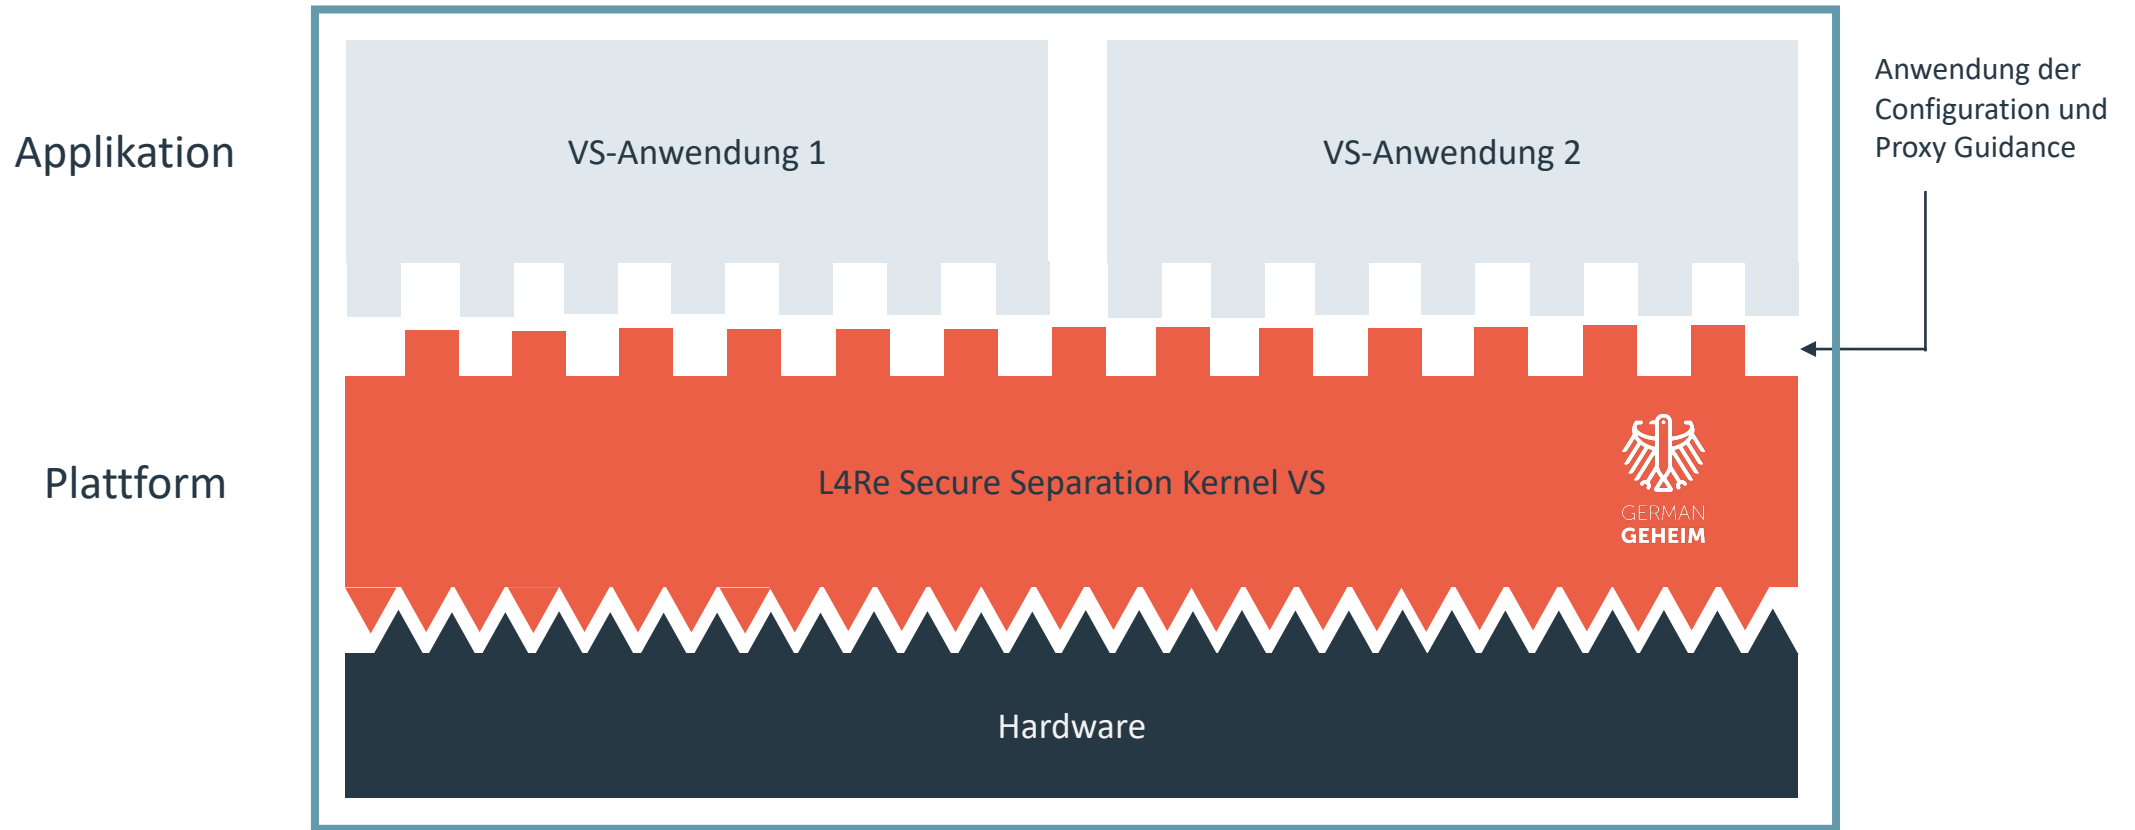 Applikation
VS-Anwendung 1
VS-Anwendung 2
Anwendung der
Configuration und
Proxy Guidance
Plattform
L4Re Secure Separation Kernel VS
GERMAN
GEHEIM
Hardware